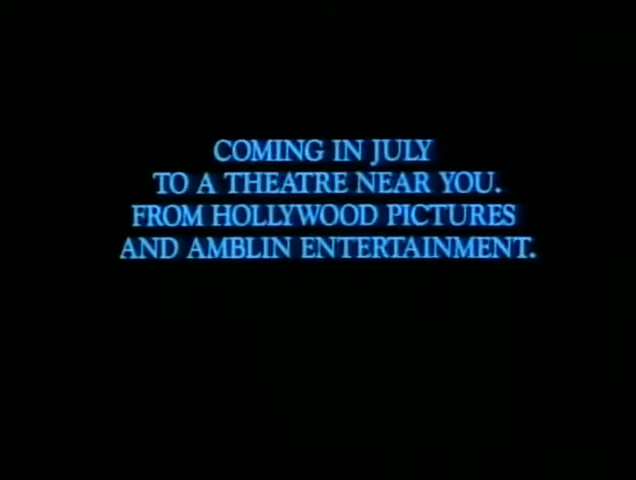 COMING IN JULY
TO A THEATRE NEAR YOU.
FROM HOLLYWOOD PICTURES
AND AMBLIN ENTERTAINMENT.